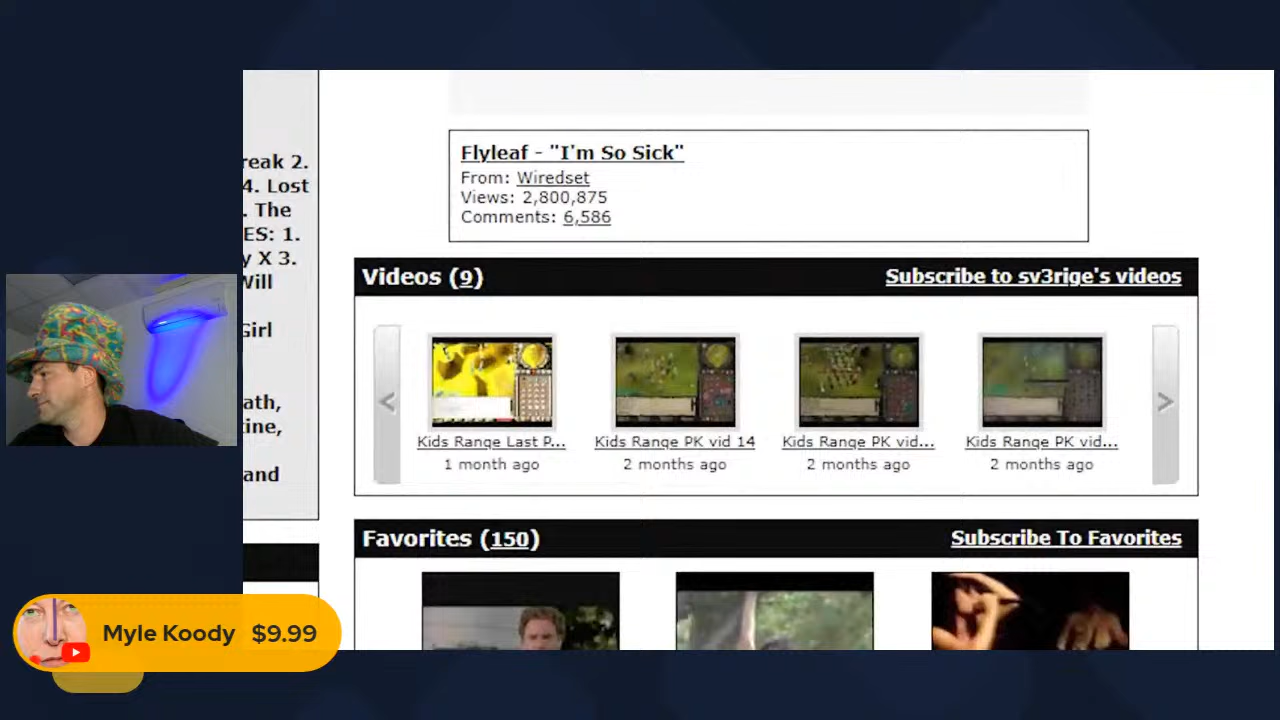 reak 2.
4. Lost
. The
ES: 1.
y X 3.
Will
Girl
ath,
ine,
and
Flyleaf - "I'm So Sick"
From: Wiredset
Views: 2,800,875
Comments: 6,586
Videos (9)
Subscribe to sv3rige's videos
Kids Range Last P...
Kids Range PK vid 14
Kids Range PK vid...
Kids Range PK vid...
1 month ago
2 months ago
2 months ago
2 months ago
Favorites (150)
Subscribe To Favorites
Myle Koody $9.99